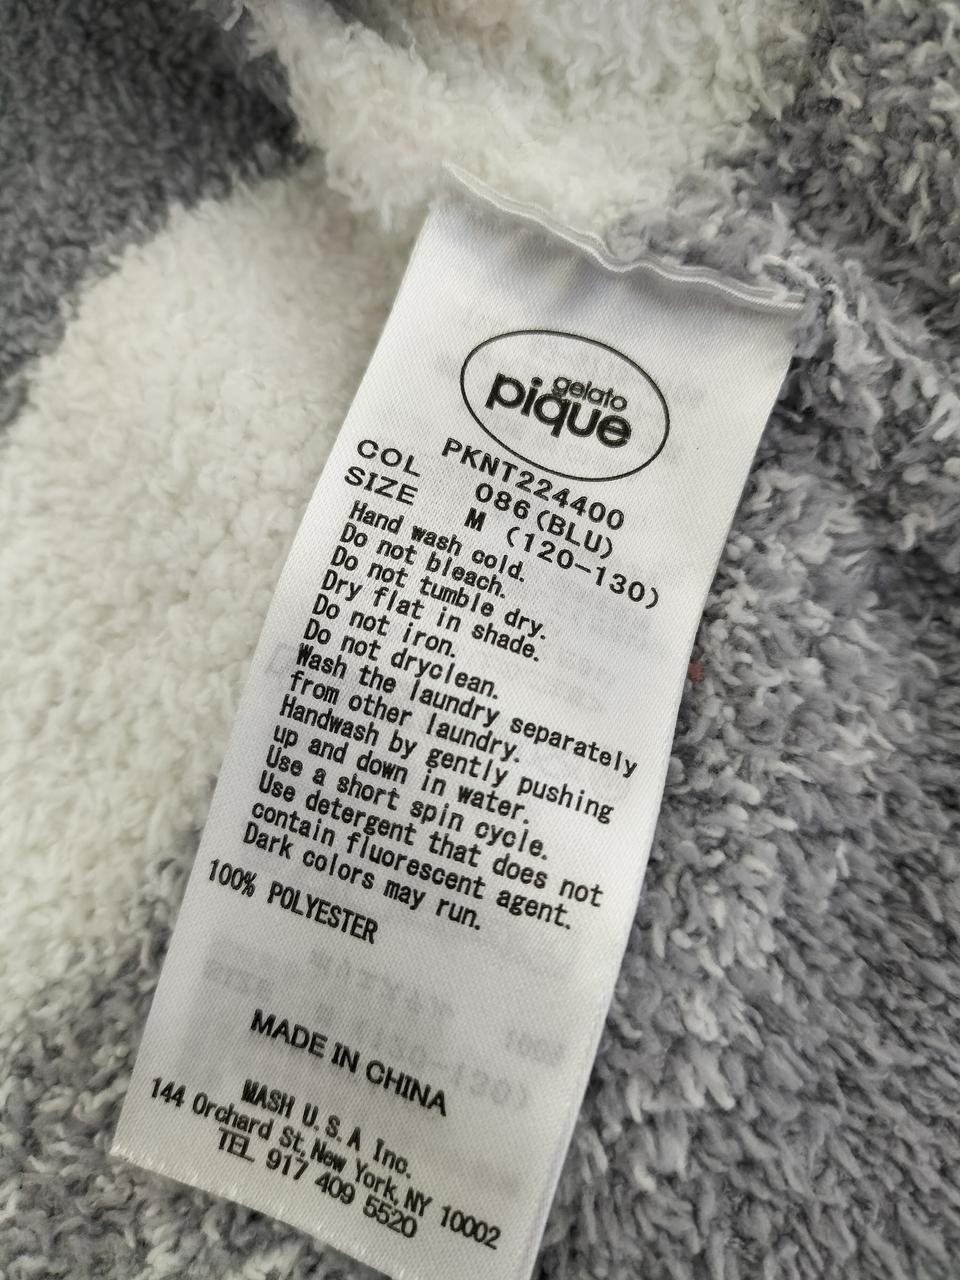 gelato
pique
PKNT224400
COL 086(BLU)
SIZE M (120-130)
Hand wash cold.
Do not bleach.
Do not tumble dry.
Dry flat in shade.
Do not iron.
Do not dryclean.
Wash the laundry separately
from other laundry.
Handwash by gently pushing
up and down in water.
Use a short spin cycle.
Use detergent that does not
contain fluorescent agent.
Dark colors may run.
100% POLYESTER
MADE IN CHINA
MASH U.S.A Inc.
144 Orchard St, New York, NY 10002
TEL 917 409 5520